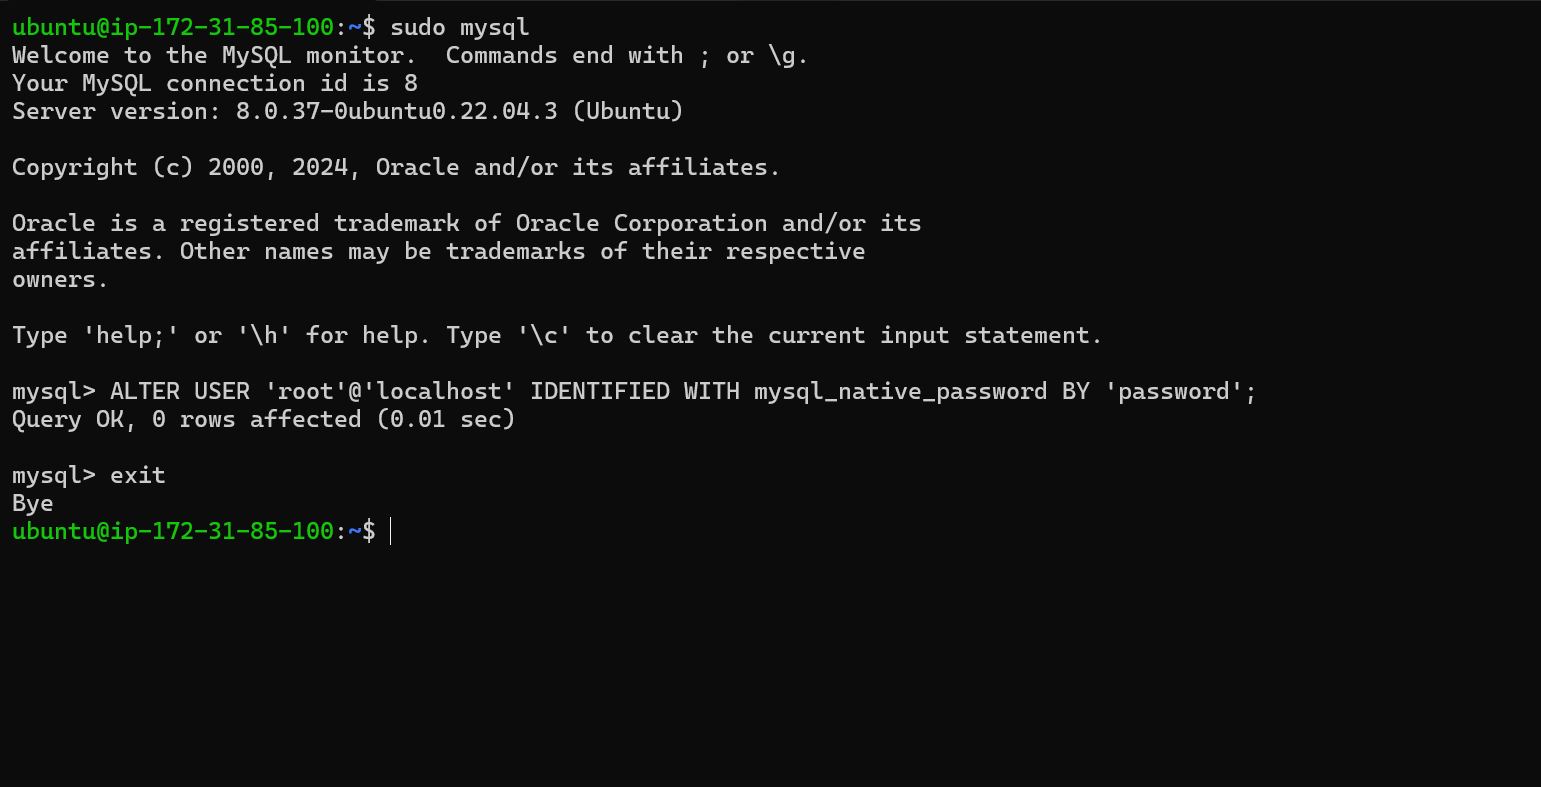 ubuntu@ip-172-31-85-100:~$ sudo mysql
Welcome to the MySQL monitor.  Commands end with ; or \g.
Your MySQL connection id is 8
Server version: 8.0.37-0ubuntu0.22.04.3 (Ubuntu)
Copyright (c) 2000, 2024, Oracle and/or its affiliates.
Oracle is a registered trademark of Oracle Corporation and/or its
affiliates. Other names may be trademarks of their respective
owners.
Type 'help;' or '\h' for help. Type '\c' to clear the current input statement.
mysql> ALTER USER 'root'@'localhost' IDENTIFIED WITH mysql_native_password BY 'password';
Query OK, 0 rows affected (0.01 sec)
mysql> exit
Bye
ubuntu@ip-172-31-85-100:~$